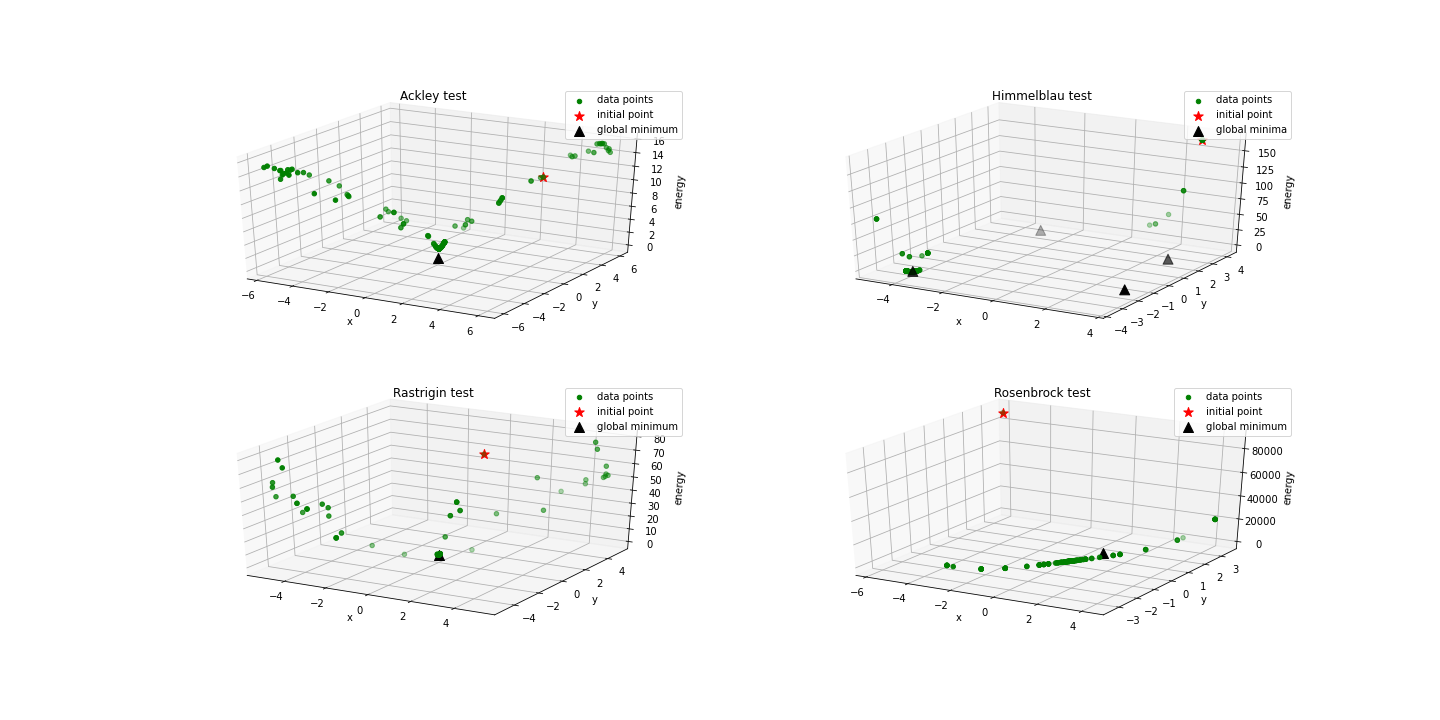 Ackley test
data points
initial point
global minimum
16
14
12
10
8
6
4
2
0
energy
−6
−4
−2
0
2
4
6
x
−6
−4
−2
0
2
4
6
y
Himmelblau test
data points
initial point
global minima
150
125
100
75
50
25
0
energy
−4
−2
0
2
4
x
−4
−3
−2
−1
0
1
2
3
4
y
Rastrigin test
data points
initial point
global minimum
80
70
60
50
40
30
20
10
0
energy
−4
−2
0
2
4
x
−4
−2
0
2
4
y
Rosenbrock test
data points
initial point
global minimum
80000
60000
40000
20000
0
energy
−6
−4
−2
0
2
4
x
−3
−2
−1
0
1
2
3
y